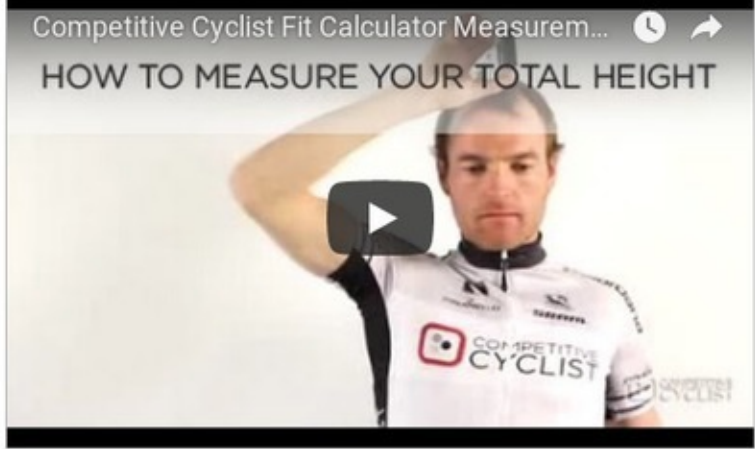 Competitive Cyclist Fit Calculator Measurem...
HOW TO MEASURE YOUR TOTAL HEIGHT
SRAM
COMPETITIVE
CYCLIST
COMPETITIVE
CYCLIST